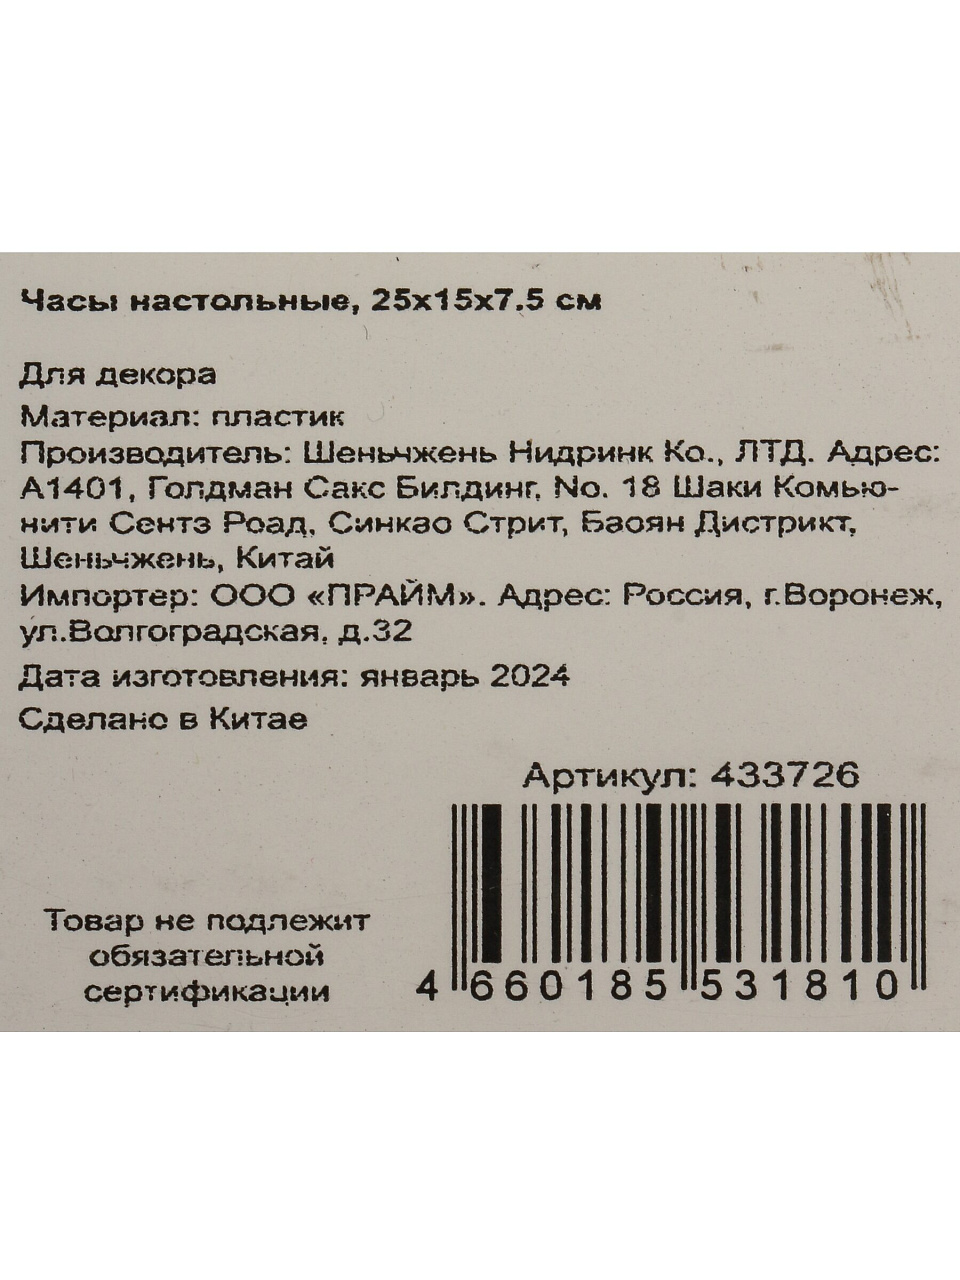 Часы настольные, 25х15х7.5 см
Для декора
Материал: пластик
Производитель: Шеньчжень Нидринк Ко., ЛТД. Адрес:
А1401, Голдман Сакс Билдинг, No. 18 Шаки Комью-
нити Сентэ Роад, Синкао Стрит, Баоян Дистрикт,
Шеньчжень, Китай
Импортер: ООО «ПРАЙМ». Адрес: Россия, г.Воронеж,
ул.Волгоградская, д.32
Дата изготовления: январь 2024
Сделано в Китае
Артикул: 433726
Товар не подлежит
обязательной
сертификации
4 660185 531810